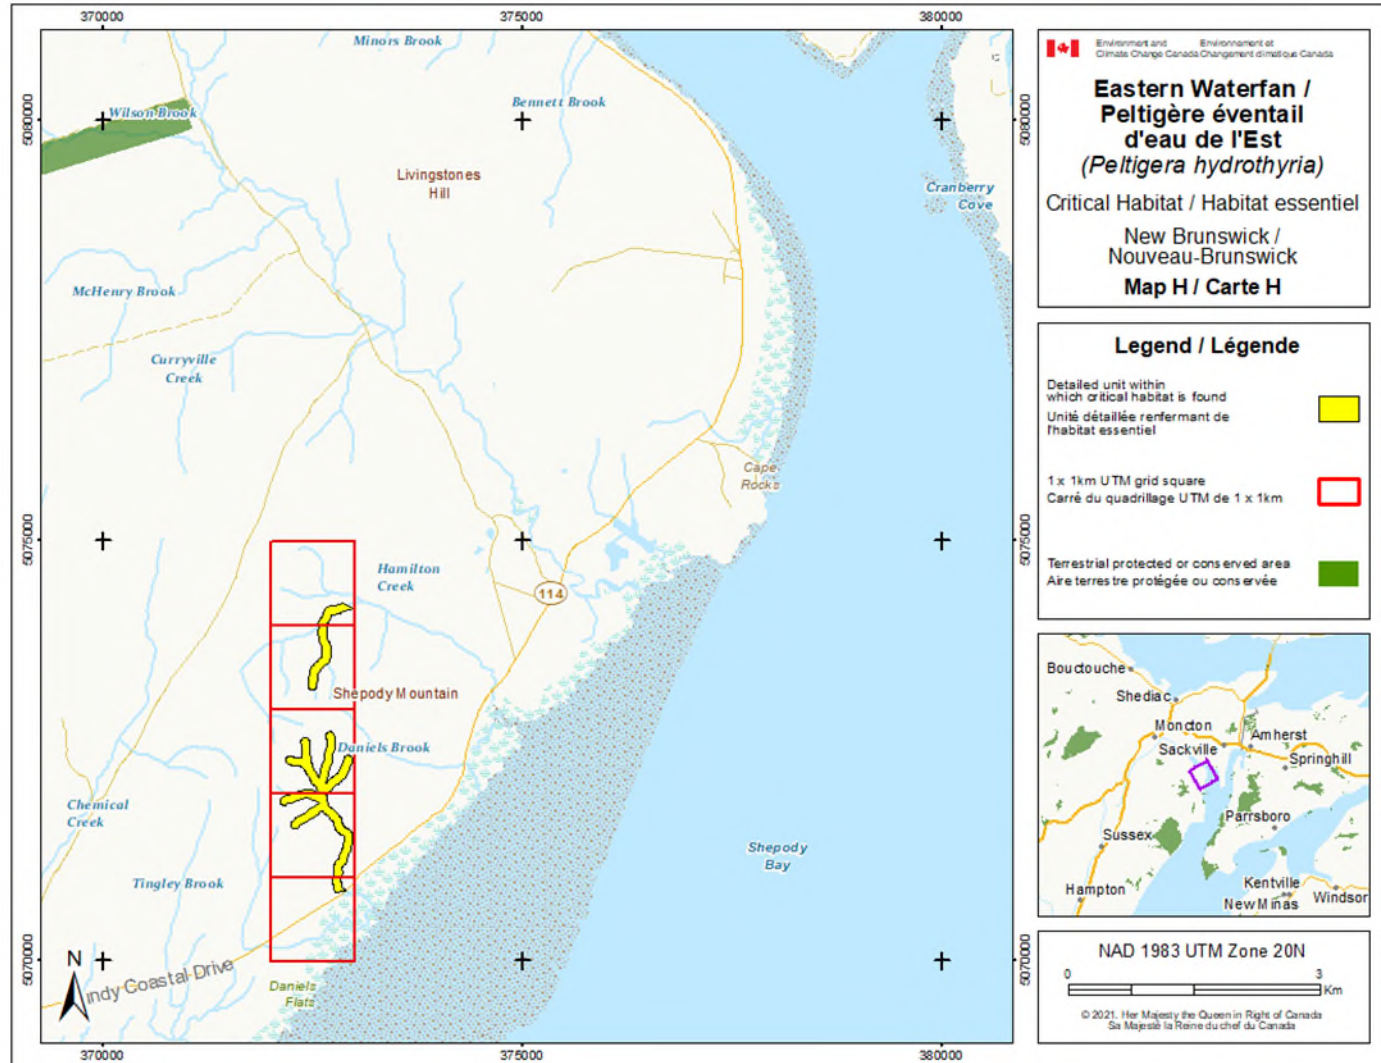 370000
375000
380000
5080000
5080000
5075000
5075000
5070000
5070000
370000
375000
380000
Minors Brook
Wilson Brook
Bennett Brook
Livingstones
Hill
Cranberry
Cove
McHenry Brook
Curryville
Creek
Cape
Rocks
Hamilton
Creek
114
Shepody Mountain
Daniels Brook
Chemical
Creek
Shepody
Bay
Tingley Brook
N
indy Coastal Drive
Daniels
Flats
Environment and
Climate Change Canada
Environnement et
Changement climatique Canada
Eastern Waterfan /
Peltigère éventail
d'eau de l'Est
(Peltigera hydrothyria)
Critical Habitat / Habitat essentiel
New Brunswick /
Nouveau-Brunswick
Map H / Carte H
Legend / Légende
Detailed unit within
which critical habitat is found
Unité détaillée renfermant de
l'habitat essentiel
1 x 1km UTM grid square
Carré du quadrillage UTM de 1 x 1km
Terrestrial protected or conserved area
Aire terrestre protégée ou conservée
Bouctouche
Shediac
Moncton
Sackville
Amherst
Springhill
Parrsboro
Sussex
Hampton
Kentville
New Minas
Windsor
NAD 1983 UTM Zone 20N
0 3
Km
© 2021. Her Majesty the Queen in Right of Canada
Sa Majesté la Reine du chef du Canada